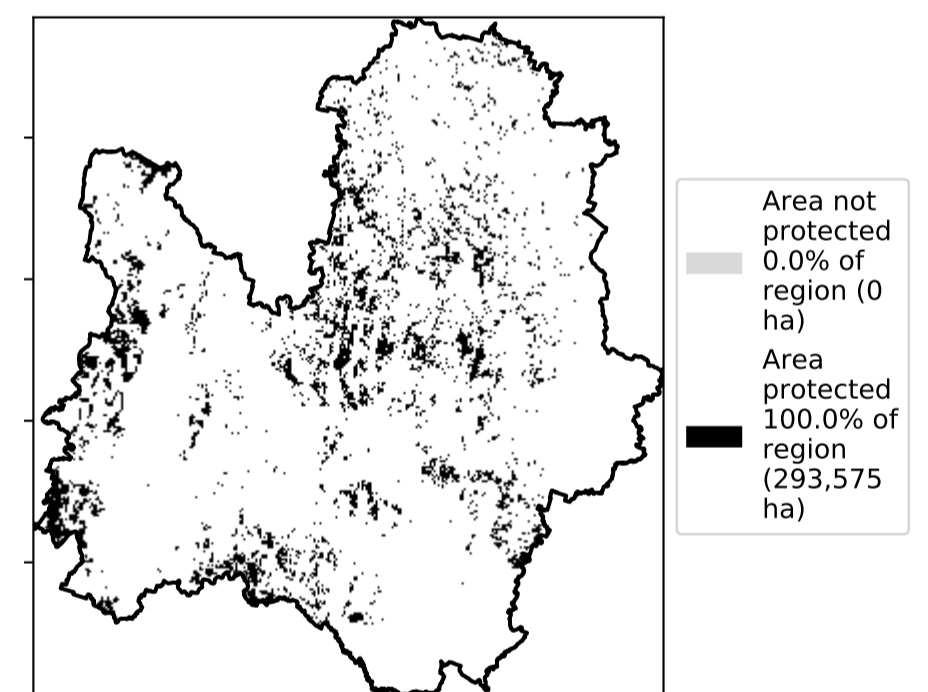 Area not
protected
0.0% of
region (0
ha)
Area
protected
100.0% of
region
(293,575
ha)